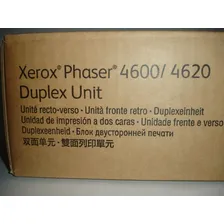 Xerox® Phaser® 4600/ 4620
Duplex Unit
Unità recto-verso · Unità fronte retro · Duplexeinheit
Unidad de impresión a dos caras · Unidade frente e verso
Duplexeenheid · Блок двусторонней печати
双面单元 · 雙面列印單元